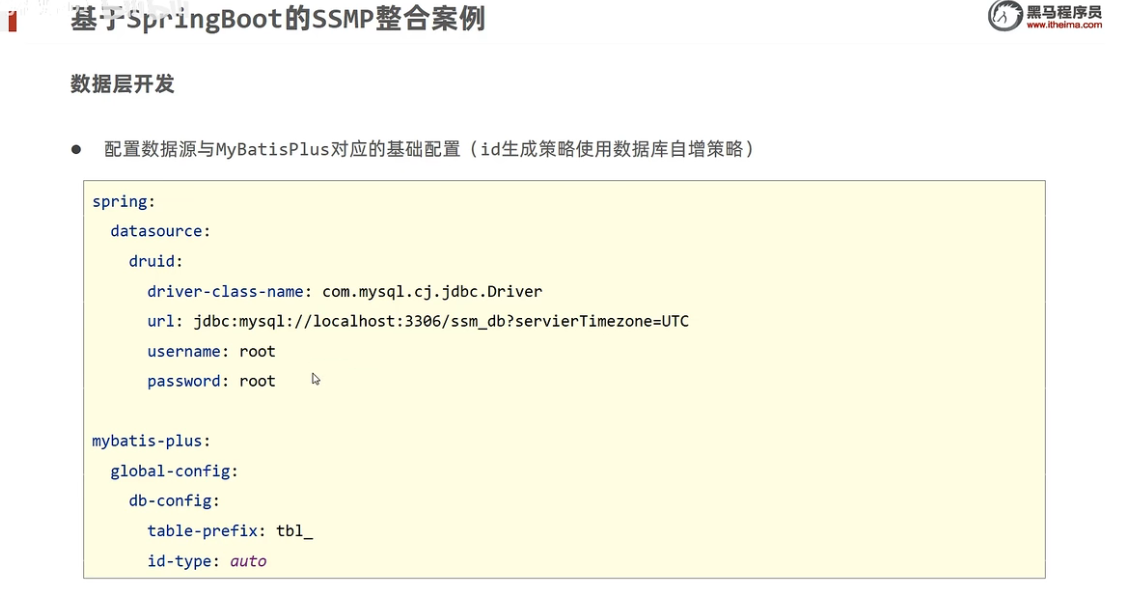 基于SpringBoot的SSMP整合案例
黑马程序员
www.itheima.com
数据层开发
● 配置数据源与MyBatisPlus对应的基础配置（id生成策略使用数据库自增策略）
spring:
  datasource:
    druid:
      driver-class-name: com.mysql.cj.jdbc.Driver
      url: jdbc:mysql://localhost:3306/ssm_db?servierTimezone=UTC
      username: root
      password: root
mybatis-plus:
  global-config:
    db-config:
      table-prefix: tbl_
      id-type: auto